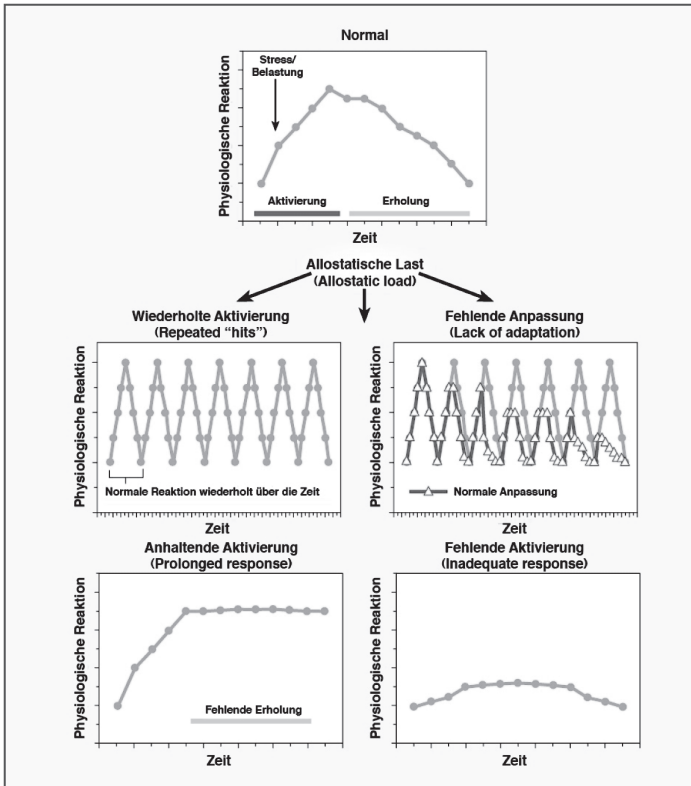 Normal
Physiologische Reaktion
Stress/
Belastung
Aktivierung
Erholung
Zeit
Allostatische Last
(Allostatic load)
Wiederholte Aktivierung
(Repeated “hits”)
Physiologische Reaktion
Normale Reaktion wiederholt über die Zeit
Zeit
Fehlende Anpassung
(Lack of adaptation)
Physiologische Reaktion
Normale Anpassung
Zeit
Anhaltende Aktivierung
(Prolonged response)
Physiologische Reaktion
Fehlende Erholung
Zeit
Fehlende Aktivierung
(Inadequate response)
Physiologische Reaktion
Zeit